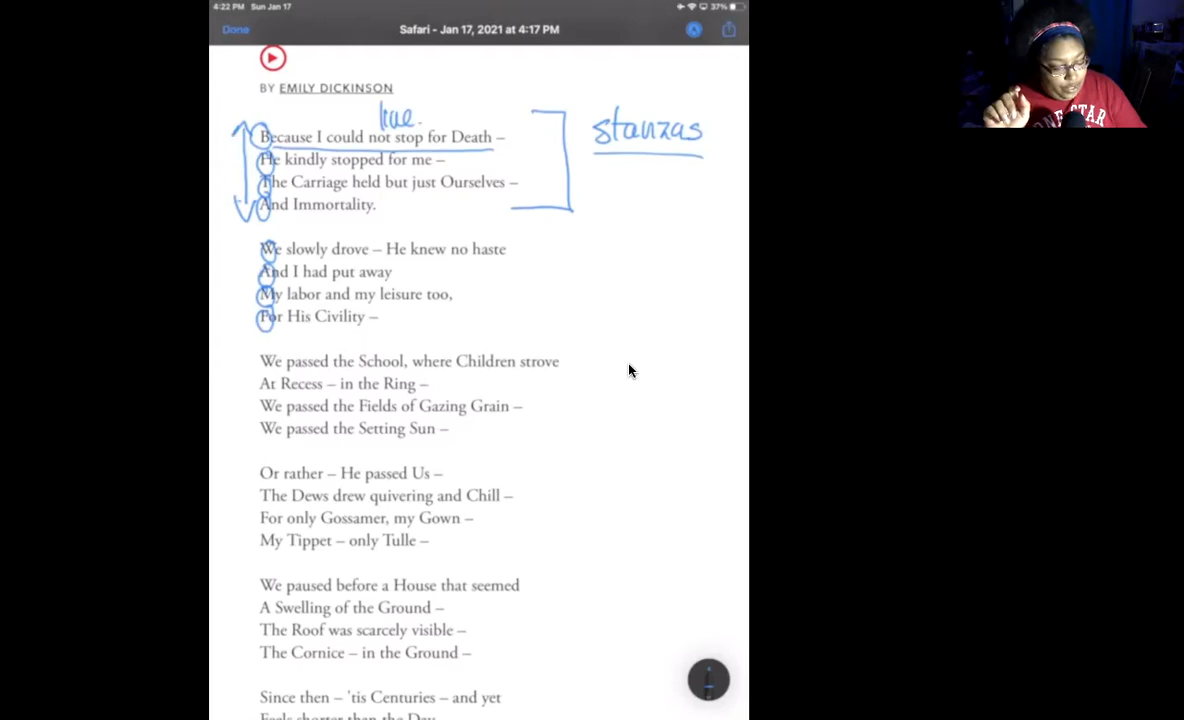 4:22 PM Sun Jan 17
37%
Done
Safari - Jan 17, 2021 at 4:17 PM
BY EMILY DICKINSON
line
Because I could not stop for Death –
stanzas
He kindly stopped for me –
The Carriage held but just Ourselves –
And Immortality.
We slowly drove – He knew no haste
And I had put away
My labor and my leisure too,
For His Civility –
We passed the School, where Children strove
At Recess – in the Ring –
We passed the Fields of Gazing Grain –
We passed the Setting Sun –
Or rather – He passed Us –
The Dews drew quivering and Chill –
For only Gossamer, my Gown –
My Tippet – only Tulle –
We paused before a House that seemed
A Swelling of the Ground –
The Roof was scarcely visible –
The Cornice – in the Ground –
Since then – 'tis Centuries – and yet
Feels shorter than the Day